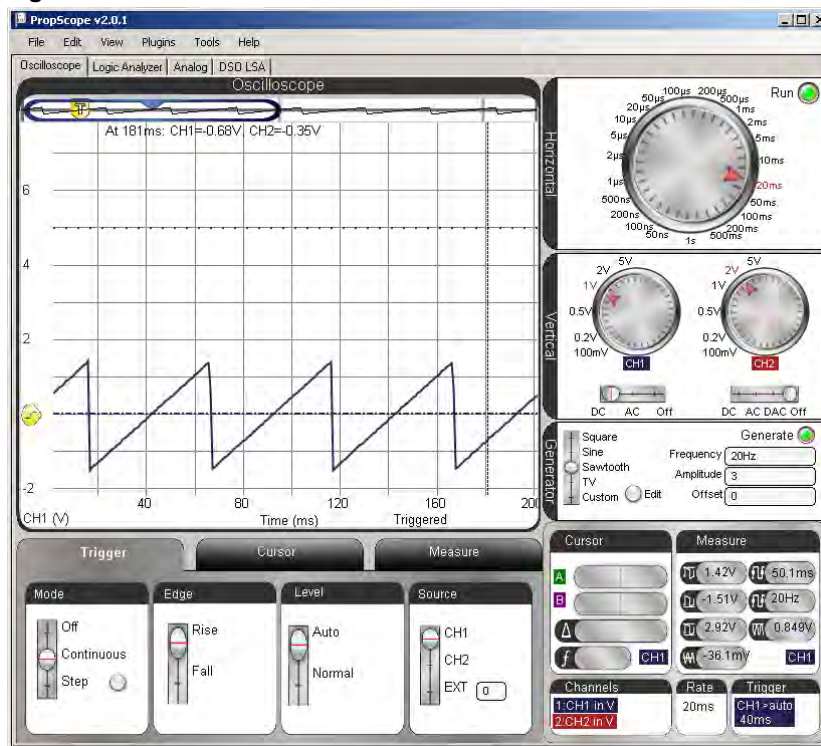 PropScope v2.0.1
File Edit View Plugins Tools Help
Oscilloscope Logic Analyzer Analog DSO LSA
Oscilloscope
At 181ms: CH1=-0.68V, CH2=-0.35V
6
4
2
0
-2
40 80 120 160 200
CH1 (V) Time (ms) Triggered
Horizontal
Run
50µs 100µs 200µs 500µs
20µs 1ms
10µs 2ms
5µs 5ms
2µs 10ms
1µs 20ms
500ns 50ms
200ns 100ms
100ns 200ms
50ns 1s 500ms
Vertical
2V 5V
1V
0.5V
0.2V
100mV
CH1
DC AC Off
2V 5V
1V
0.5V
0.2V
100mV
CH2
DC AC DAC Off
Generator
Square
Sine
Sawtooth
TV
Custom Edit
Generate
Frequency 20Hz
Amplitude 3
Offset 0
Trigger Cursor Measure
Mode
Off
Continuous
Step
Edge
Rise
Fall
Level
Auto
Normal
Source
CH1
CH2
EXT 0
Cursor
A
B
Δ
f CH1
Measure
1.42V 50.1ms
-1.51V 20Hz
2.92V 0.849V
-36.1mV CH1
Channels
1:CH1 in V
2:CH2 in V
Rate
20ms
Trigger
CH1>auto
40ms